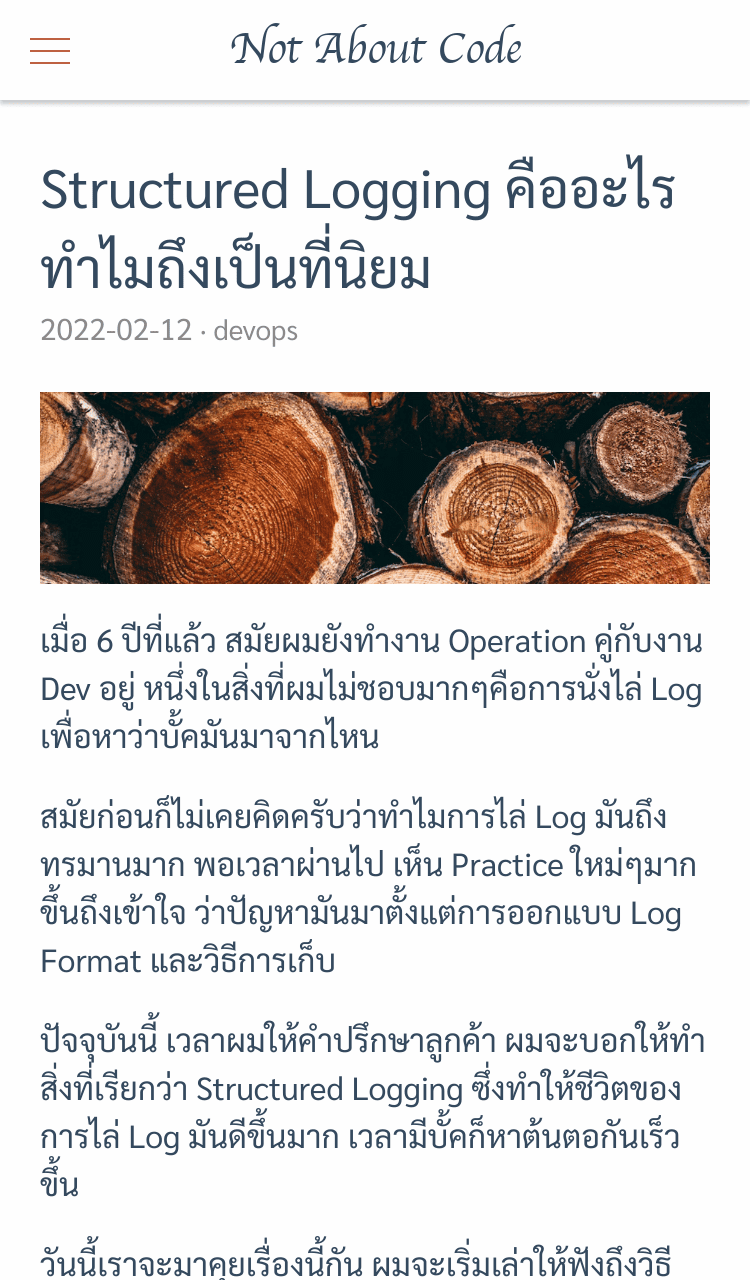 Not About Code
Structured Logging คืออะไร
ทำไมถึงเป็นที่นิยม
2022-02-12 · devops
เมื่อ 6 ปีที่แล้ว สมัยผมยังทำงาน Operation คู่กับงาน
Dev อยู่ หนึ่งในสิ่งที่ผมไม่ชอบมากๆคือการนั่งไล่ Log
เพื่อหาว่าบั้คมันมาจากไหน
สมัยก่อนก็ไม่เคยคิดครับว่าทำไมการไล่ Log มันถึง
ทรมานมาก พอเวลาผ่านไป เห็น Practice ใหม่ๆมาก
ขึ้นถึงเข้าใจ ว่าปัญหามันมาตั้งแต่การออกแบบ Log
Format และวิธีการเก็บ
ปัจจุบันนี้ เวลาผมให้คำปรึกษาลูกค้า ผมจะบอกให้ทำ
สิ่งที่เรียกว่า Structured Logging ซึ่งทำให้ชีวิตของ
การไล่ Log มันดีขึ้นมาก เวลามีบั้คก็หาต้นตอกันเร็ว
ขึ้น
วันนี้เราจะมาคุยเรื่องนี้กัน ผมจะเริ่มเล่าให้ฟังถึงวิธี